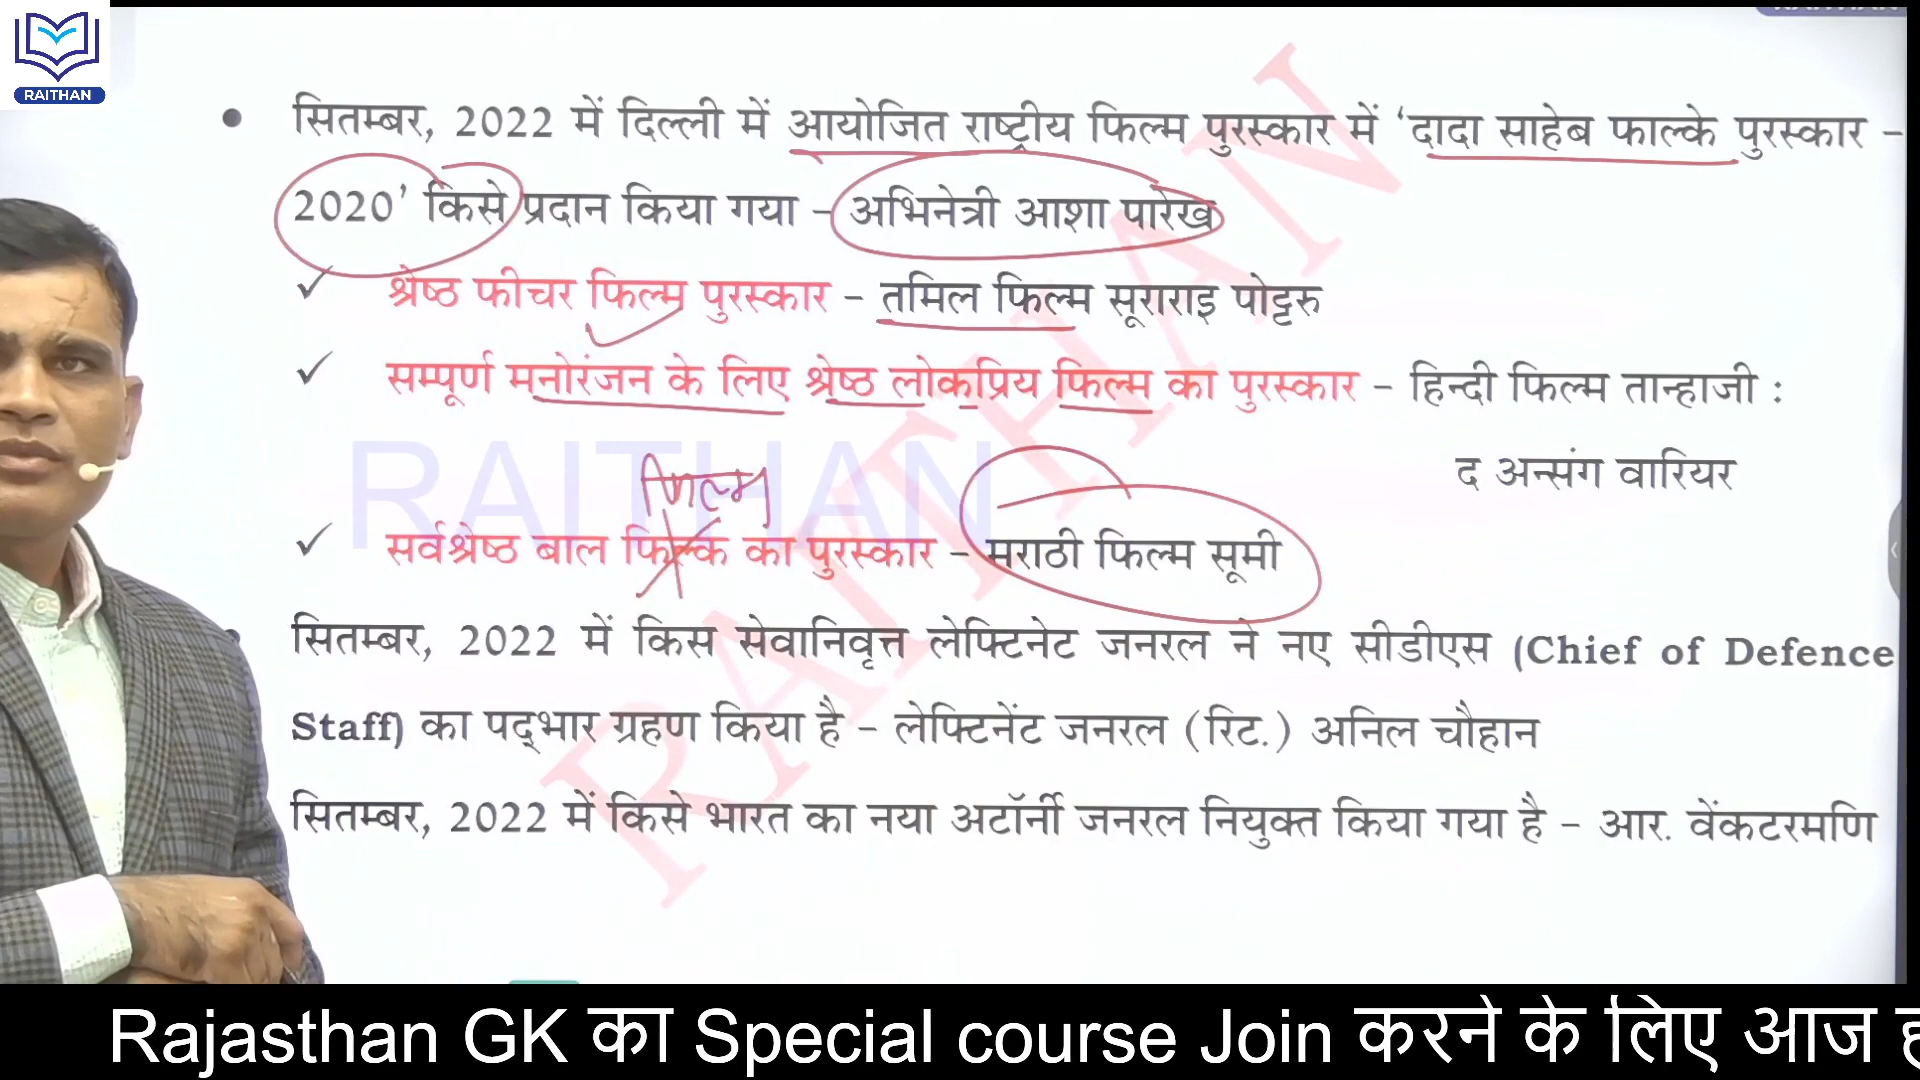 RAITHAN
• सितम्बर, 2022 में दिल्ली में आयोजित राष्ट्रीय फिल्म पुरस्कार में 'दादा साहेब फाल्के पुरस्कार –
2020' किसे प्रदान किया गया – अभिनेत्री आशा पारेख
✓ श्रेष्ठ फीचर फिल्म पुरस्कार – तमिल फिल्म सूराराइ पोट्टरु
✓ सम्पूर्ण मनोरंजन के लिए श्रेष्ठ लोकप्रिय फिल्म का पुरस्कार – हिन्दी फिल्म तान्हाजी :
द अन्संग वारियर
RAITHAN
RAITHAN
फिल्म
✓ सर्वश्रेष्ठ बाल फिल्क का पुरस्कार – मराठी फिल्म सूमी
सितम्बर, 2022 में किस सेवानिवृत्त लेफ्टिनेट जनरल ने नए सीडीएस (Chief of Defence
Staff) का पद्भार ग्रहण किया है – लेफ्टिनेंट जनरल (रिट.) अनिल चौहान
सितम्बर, 2022 में किसे भारत का नया अटॉर्नी जनरल नियुक्त किया गया है – आर. वेंकटरमणि
Rajasthan GK का Special course Join करने के लिए आज